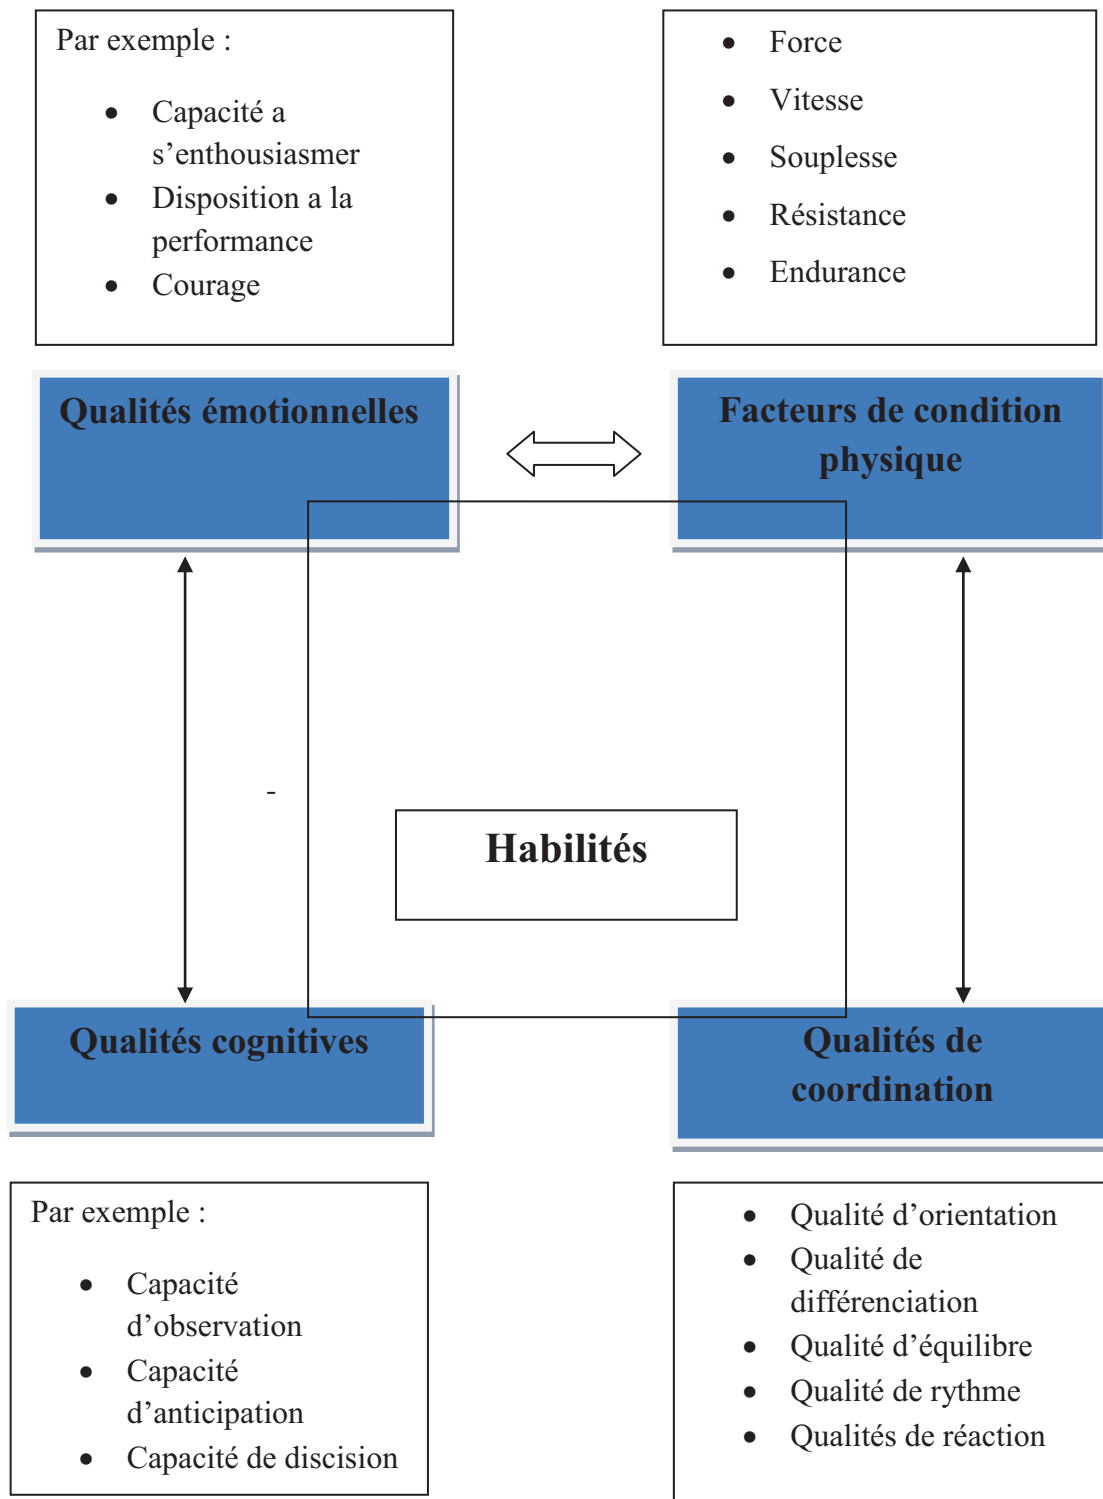 Par exemple :
• Capacité a
s’enthousiasmer
• Disposition a la
performance
• Courage
• Force
• Vitesse
• Souplesse
• Résistance
• Endurance
Qualités émotionnelles
Facteurs de condition
physique
-
Habilités
Qualités cognitives
Qualités de
coordination
Par exemple :
• Capacité
d’observation
• Capacité
d’anticipation
• Capacité de discision
• Qualité d’orientation
• Qualité de
différenciation
• Qualité d’équilibre
• Qualité de rythme
• Qualités de réaction